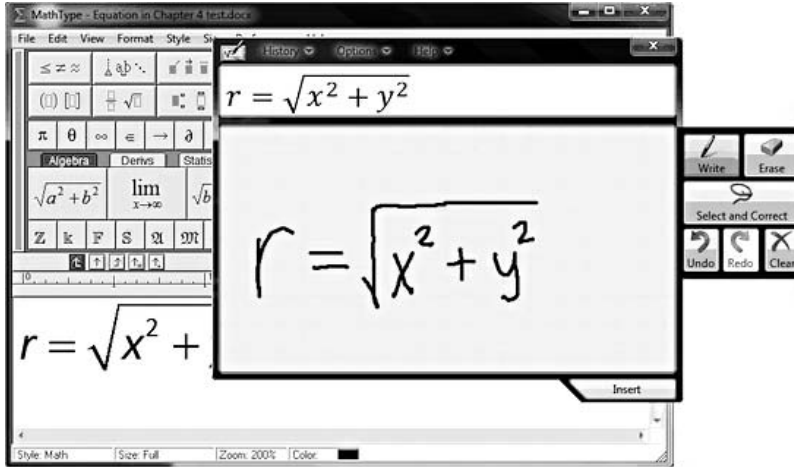 MathType - Equation in Chapter 4 test.docx
File Edit View Format Style
History Options Help
r = √x² + y²
π θ ∞ ∈ → ∂
Algebra Derivs Statis
√a² + b² lim x→∞ √b
ℤ 𝕜 𝔽 𝕊 𝔄 𝔐
r = √x² + y²
Write Erase
Select and Correct
Undo Redo Clear
r = √x² +
Insert
Style: Math Size: Full Zoom: 200% Color: